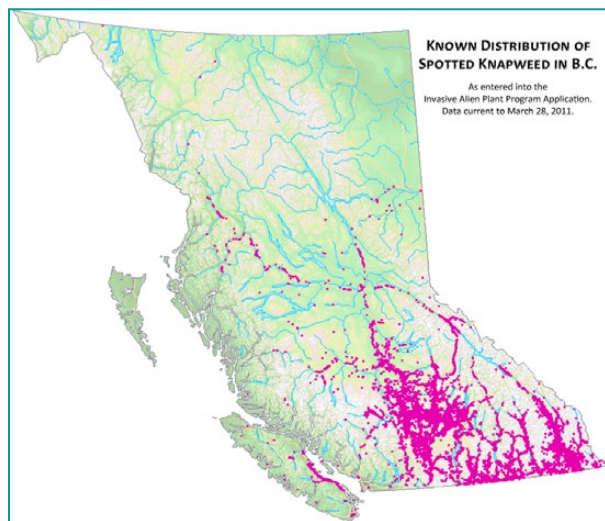 KNOWN DISTRIBUTION OF
SPOTTED KNAPWEED IN B.C.
As entered into the
Invasive Alien Plant Program Application.
Data current to March 28, 2011.